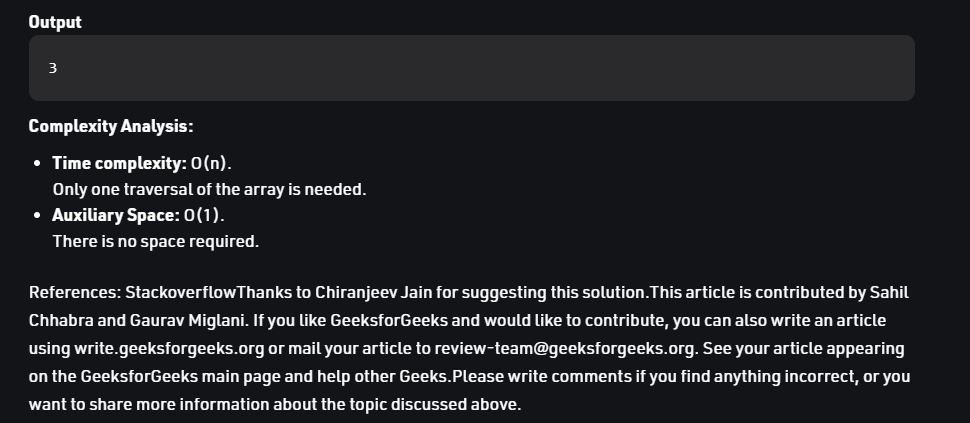 Output
3
Complexity Analysis:
• Time complexity: O(n).
Only one traversal of the array is needed.
• Auxiliary Space: O(1).
There is no space required.
References: StackoverflowThanks to Chiranjeev Jain for suggesting this solution.This article is contributed by Sahil
Chhabra and Gaurav Miglani. If you like GeeksforGeeks and would like to contribute, you can also write an article
using write.geeksforgeeks.org or mail your article to review-team@geeksforgeeks.org. See your article appearing
on the GeeksforGeeks main page and help other Geeks.Please write comments if you find anything incorrect, or you
want to share more information about the topic discussed above.